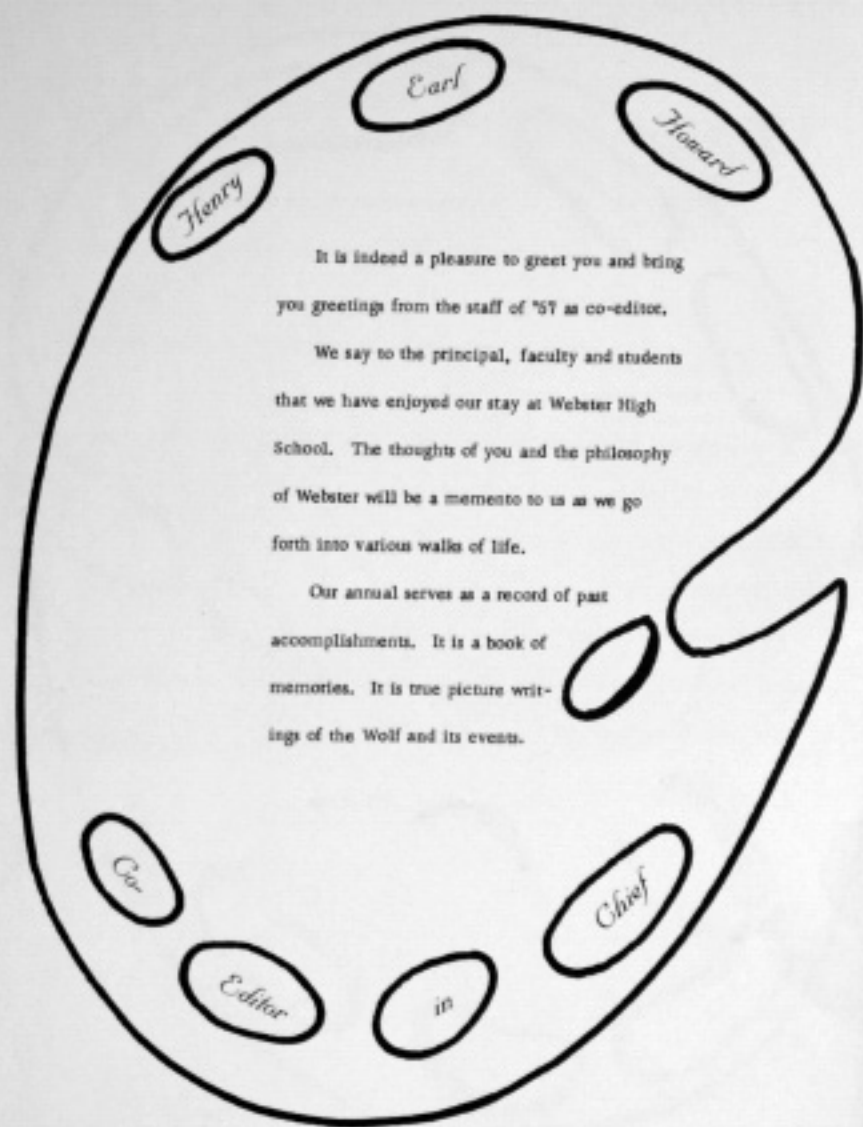 Henry
Earl
Howard
It is indeed a pleasure to greet you and bring
you greetings from the staff of '57 as co-editor.
We say to the principal, faculty and students
that we have enjoyed our stay at Webster High
School. The thoughts of you and the philosophy
of Webster will be a memento to us as we go
forth into various walks of life.
Our annual serves as a record of past
accomplishments. It is a book of
memories. It is true picture writ-
ings of the Wolf and its events.
Co-
Editor
in
Chief